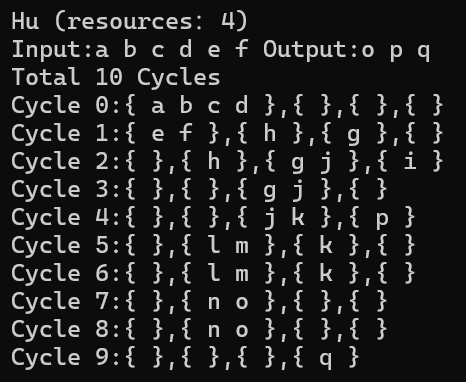 Hu (resources: 4)
Input:a b c d e f Output:o p q
Total 10 Cycles
Cycle 0:{ a b c d },{ },{ },{ }
Cycle 1:{ e f },{ h },{ g },{ }
Cycle 2:{ },{ h },{ g j },{ i }
Cycle 3:{ },{ },{ g j },{ }
Cycle 4:{ },{ },{ j k },{ p }
Cycle 5:{ },{ l m },{ k },{ }
Cycle 6:{ },{ l m },{ k },{ }
Cycle 7:{ },{ n o },{ },{ }
Cycle 8:{ },{ n o },{ },{ }
Cycle 9:{ },{ },{ },{ q }